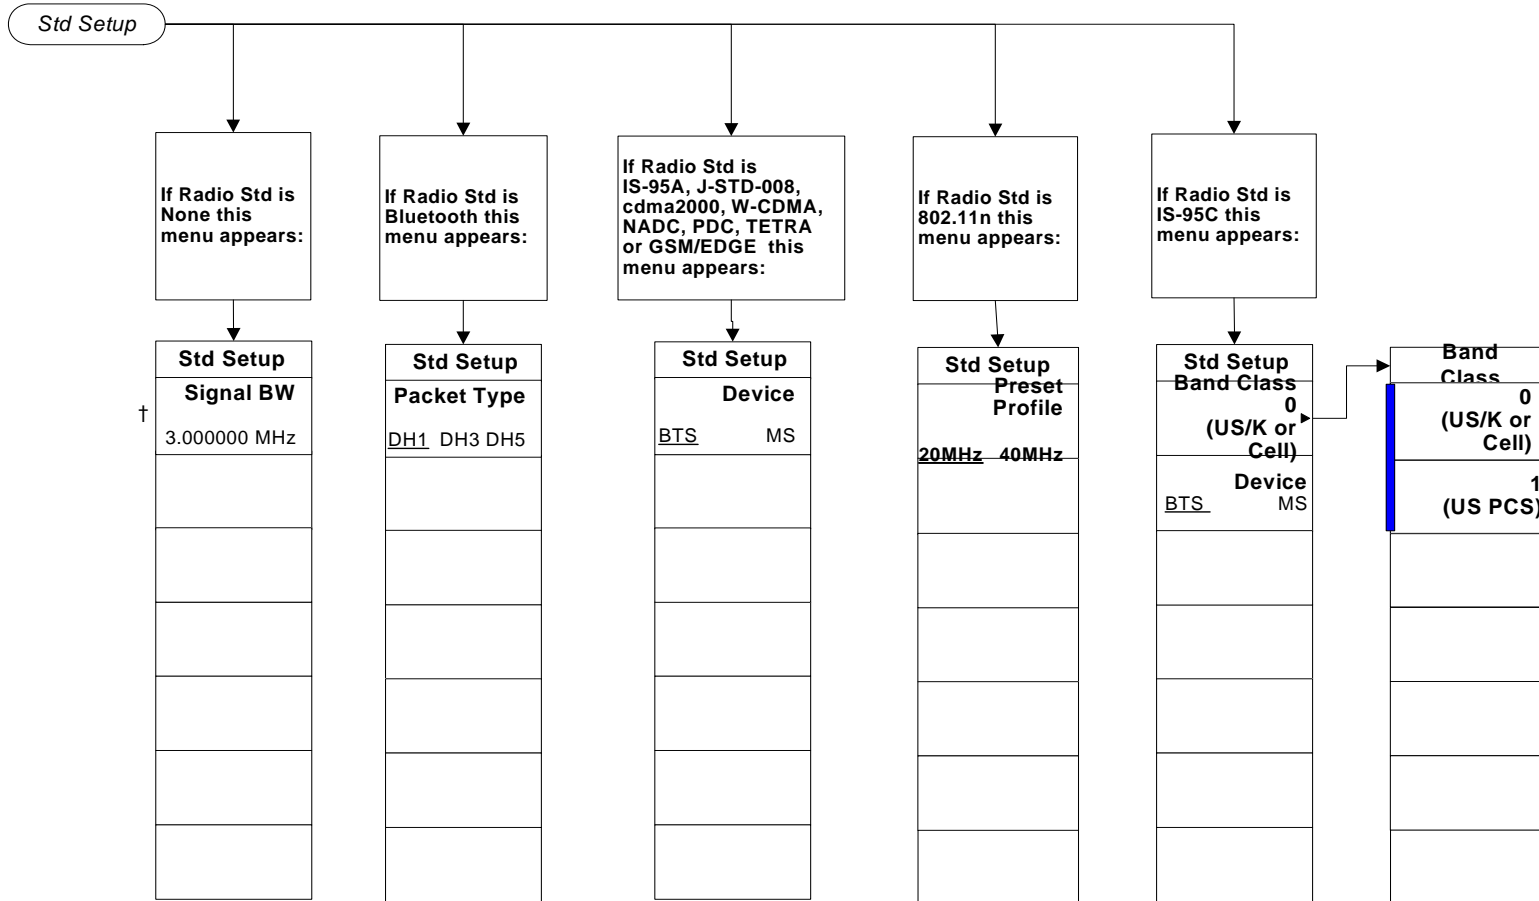 Std Setup
If Radio Std is
None this
menu appears:
If Radio Std is
Bluetooth this
menu appears:
If Radio Std is
IS-95A, J-STD-008,
cdma2000, W-CDMA,
NADC, PDC, TETRA
or GSM/EDGE this
menu appears:
If Radio Std is
802.11n this
menu appears:
If Radio Std is
IS-95C this
menu appears:
Std Setup
†
Signal BW
3.000000 MHz
Std Setup
Packet Type
DH1 DH3 DH5
Std Setup
Device
BTS MS
Std Setup
Preset
Profile
20MHz 40MHz
Std Setup
Band Class
0
(US/K or
Cell)
Device
BTS MS
Band
Class
0
(US/K or
Cell)
1
(US PCS)